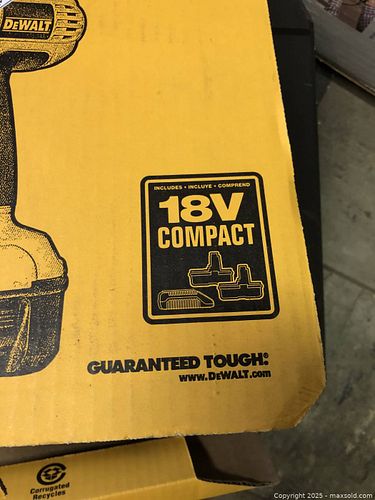 DEWALT
INCLUDES • INCLUYE • COMPREND
18V
COMPACT
GUARANTEED TOUGH.®
www.DEWALT.com
Corrugated
Recycles
Copyright 2025 - maxsold.com